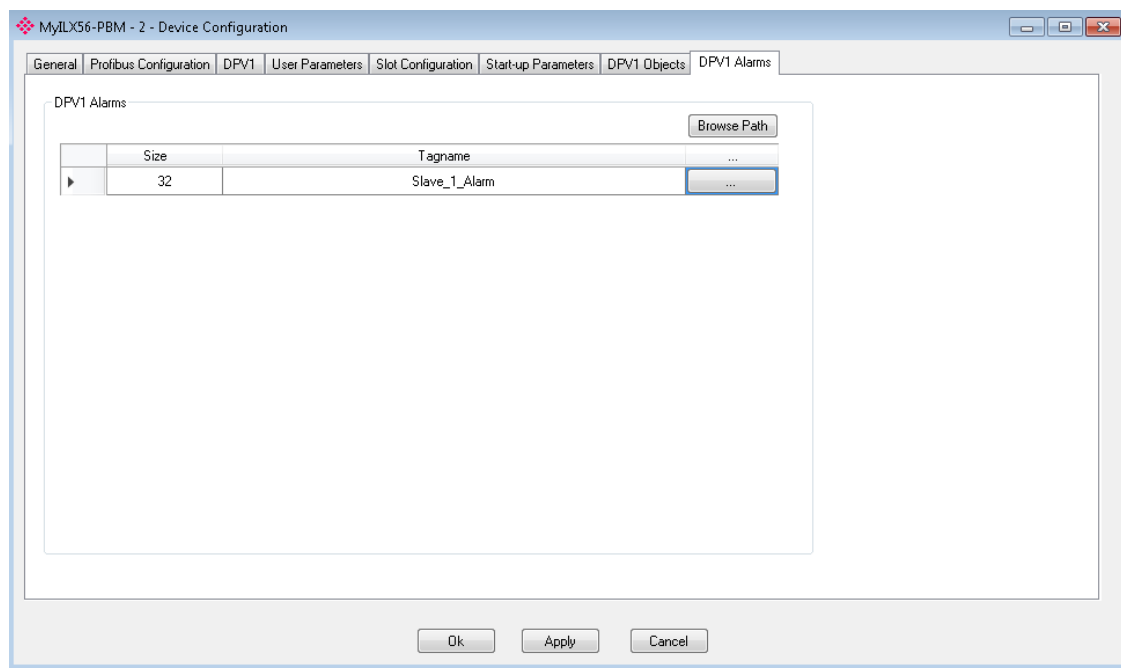 MyILX56-PBM - 2 - Device Configuration
General Profibus Configuration DPV1 User Parameters Slot Configuration Start-up Parameters DPV1 Objects DPV1 Alarms
DPV1 Alarms
Browse Path
Size Tagname ...
32 Slave_1_Alarm ...
Ok Apply Cancel